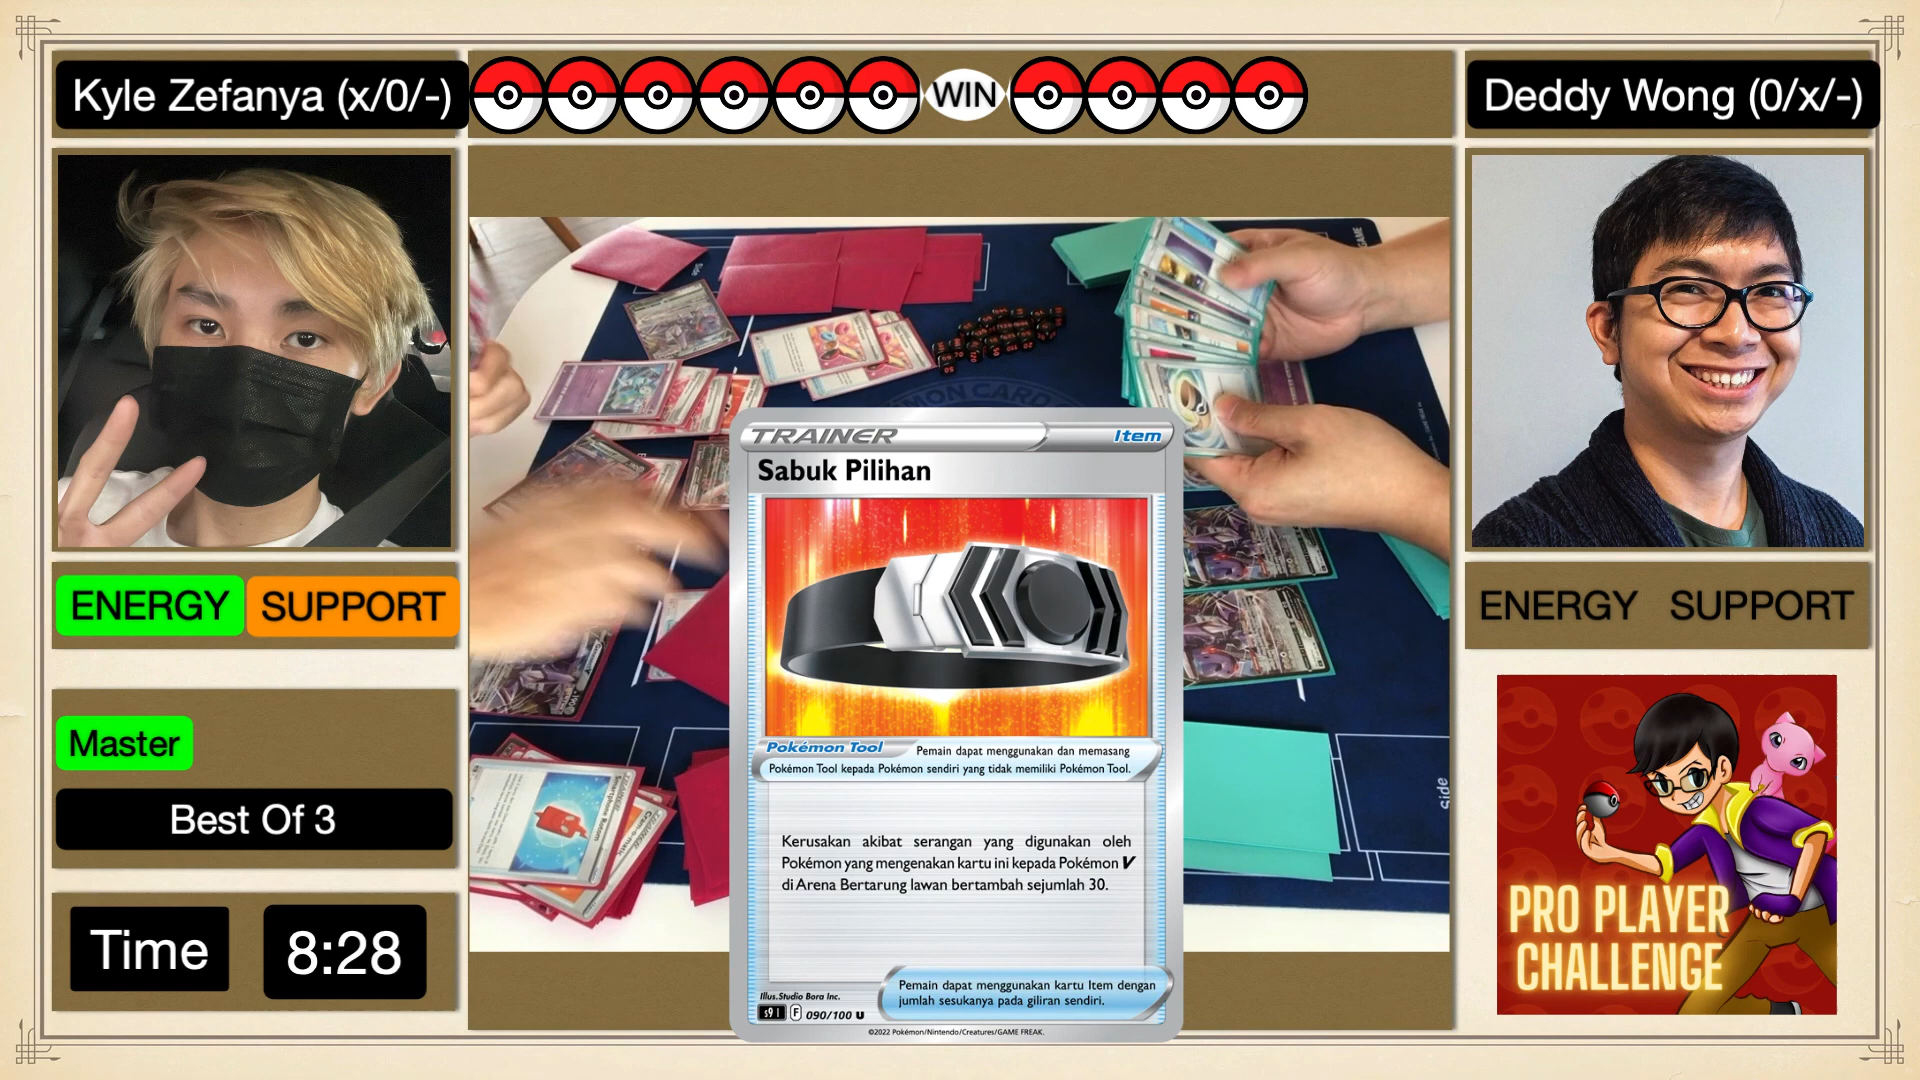 Kyle Zefanya (x/0/-)
WIN
Deddy Wong (0/x/-)
TRAINER
Item
Sabuk Pilihan
Pokémon Tool
Pemain dapat menggunakan dan memasang
Pokémon Tool kepada Pokémon sendiri yang tidak memiliki Pokémon Tool.
Kerusakan akibat serangan yang digunakan oleh
Pokémon yang mengenakan kartu ini kepada Pokémon V
di Arena Bertarung lawan bertambah sejumlah 30.
Pemain dapat menggunakan kartu Item dengan
jumlah sesukanya pada giliran sendiri.
Illus.Studio Bora Inc.
s9 I F 090/100 U
©2022 Pokémon/Nintendo/Creatures/GAME FREAK.
ENERGY SUPPORT
Master
Best Of 3
Time 8:28
ENERGY SUPPORT
PRO PLAYER
CHALLENGE
side